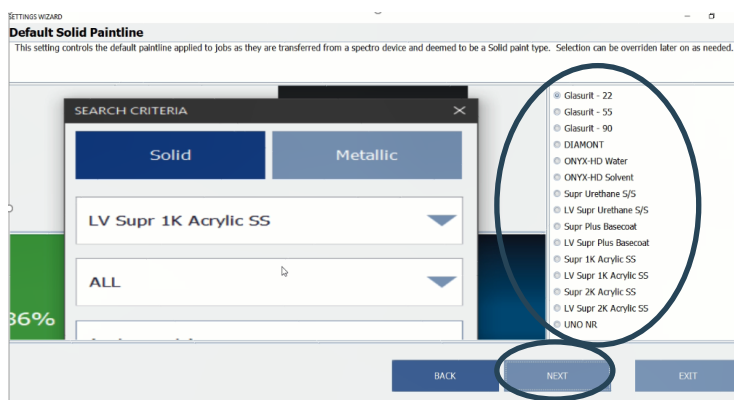 SETTINGS WIZARD
Default Solid Paintline
This setting controls the default paintline applied to jobs as they are transferred from a spectro device and deemed to be a Solid paint type. Selection can be overriden later on as needed.
SEARCH CRITERIA
Solid Metallic
LV Supr 1K Acrylic SS
ALL
36%
Glasurit - 22
Glasurit - 55
Glasurit - 90
DIAMONT
ONYX-HD Water
ONYX-HD Solvent
Supr Urethane S/S
LV Supr Urethane S/S
Supr Plus Basecoat
LV Supr Plus Basecoat
Supr 1K Acrylic SS
LV Supr 1K Acrylic SS
Supr 2K Acrylic SS
LV Supr 2K Acrylic SS
UNO NR
BACK NEXT EXIT